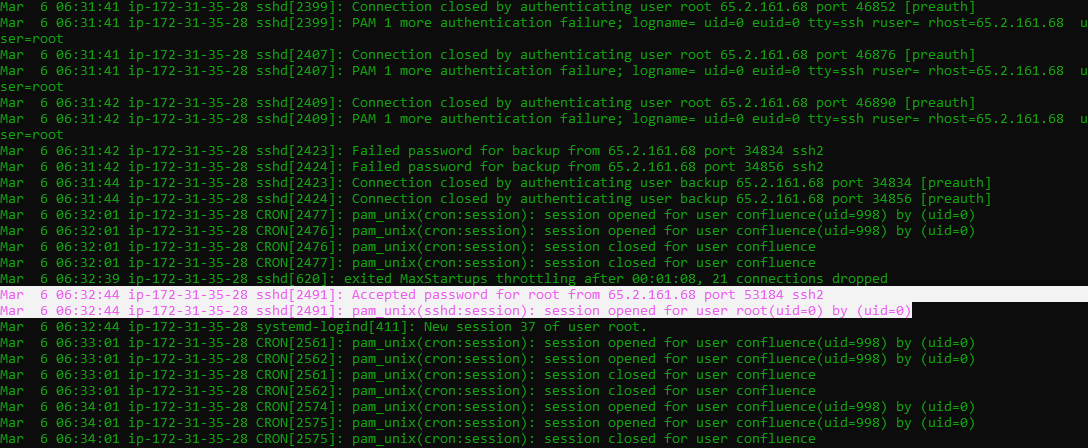 Mar  6 06:31:41 ip-172-31-35-28 sshd[2399]: Connection closed by authenticating user root 65.2.161.68 port 46852 [preauth]
Mar  6 06:31:41 ip-172-31-35-28 sshd[2399]: PAM 1 more authentication failure; logname= uid=0 euid=0 tty=ssh ruser= rhost=65.2.161.68  u
ser=root
Mar  6 06:31:41 ip-172-31-35-28 sshd[2407]: Connection closed by authenticating user root 65.2.161.68 port 46876 [preauth]
Mar  6 06:31:41 ip-172-31-35-28 sshd[2407]: PAM 1 more authentication failure; logname= uid=0 euid=0 tty=ssh ruser= rhost=65.2.161.68  u
ser=root
Mar  6 06:31:42 ip-172-31-35-28 sshd[2409]: Connection closed by authenticating user root 65.2.161.68 port 46890 [preauth]
Mar  6 06:31:42 ip-172-31-35-28 sshd[2409]: PAM 1 more authentication failure; logname= uid=0 euid=0 tty=ssh ruser= rhost=65.2.161.68  u
ser=root
Mar  6 06:31:42 ip-172-31-35-28 sshd[2423]: Failed password for backup from 65.2.161.68 port 34834 ssh2
Mar  6 06:31:42 ip-172-31-35-28 sshd[2424]: Failed password for backup from 65.2.161.68 port 34856 ssh2
Mar  6 06:31:44 ip-172-31-35-28 sshd[2423]: Connection closed by authenticating user backup 65.2.161.68 port 34834 [preauth]
Mar  6 06:31:44 ip-172-31-35-28 sshd[2424]: Connection closed by authenticating user backup 65.2.161.68 port 34856 [preauth]
Mar  6 06:32:01 ip-172-31-35-28 CRON[2477]: pam_unix(cron:session): session opened for user confluence(uid=998) by (uid=0)
Mar  6 06:32:01 ip-172-31-35-28 CRON[2476]: pam_unix(cron:session): session opened for user confluence(uid=998) by (uid=0)
Mar  6 06:32:01 ip-172-31-35-28 CRON[2476]: pam_unix(cron:session): session closed for user confluence
Mar  6 06:32:01 ip-172-31-35-28 CRON[2477]: pam_unix(cron:session): session closed for user confluence
Mar  6 06:32:39 ip-172-31-35-28 sshd[620]: exited MaxStartups throttling after 00:01:08, 21 connections dropped
Mar  6 06:32:44 ip-172-31-35-28 sshd[2491]: Accepted password for root from 65.2.161.68 port 53184 ssh2
Mar  6 06:32:44 ip-172-31-35-28 sshd[2491]: pam_unix(sshd:session): session opened for user root(uid=0) by (uid=0)
Mar  6 06:32:44 ip-172-31-35-28 systemd-logind[411]: New session 37 of user root.
Mar  6 06:33:01 ip-172-31-35-28 CRON[2561]: pam_unix(cron:session): session opened for user confluence(uid=998) by (uid=0)
Mar  6 06:33:01 ip-172-31-35-28 CRON[2562]: pam_unix(cron:session): session opened for user confluence(uid=998) by (uid=0)
Mar  6 06:33:01 ip-172-31-35-28 CRON[2561]: pam_unix(cron:session): session closed for user confluence
Mar  6 06:33:01 ip-172-31-35-28 CRON[2562]: pam_unix(cron:session): session closed for user confluence
Mar  6 06:34:01 ip-172-31-35-28 CRON[2574]: pam_unix(cron:session): session opened for user confluence(uid=998) by (uid=0)
Mar  6 06:34:01 ip-172-31-35-28 CRON[2575]: pam_unix(cron:session): session opened for user confluence(uid=998) by (uid=0)
Mar  6 06:34:01 ip-172-31-35-28 CRON[2575]: pam_unix(cron:session): session closed for user confluence